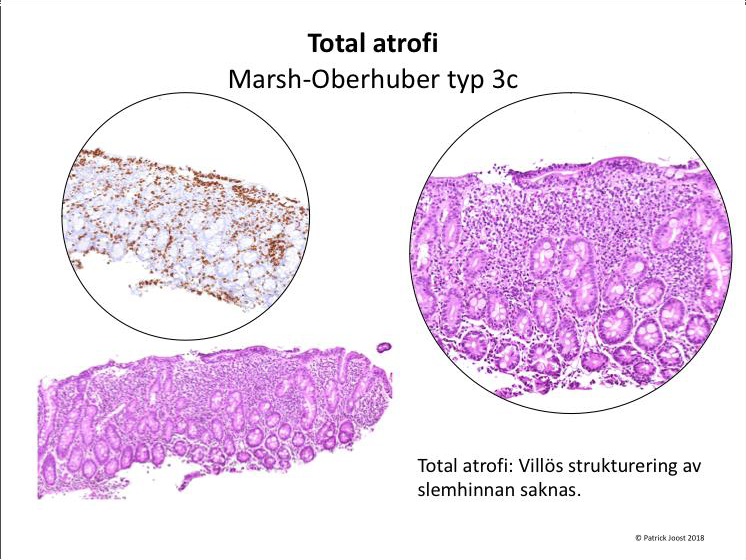 Total atrofi
Marsh-Oberhuber typ 3c
Total atrofi: Villös strukturering av
slemhinnan saknas.
© Patrick Joost 2018